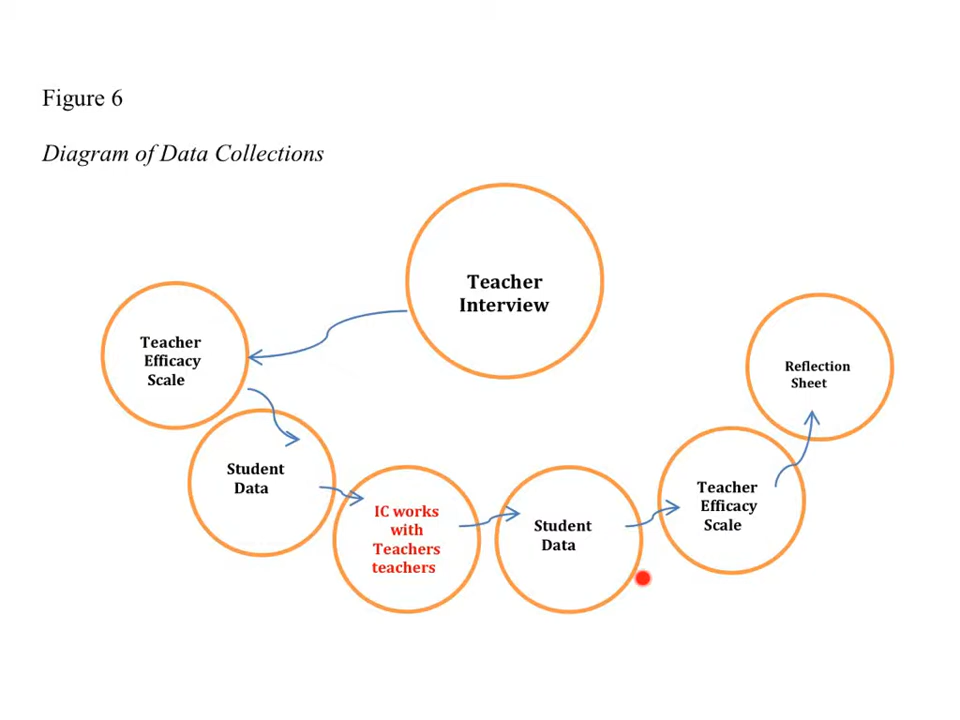 Figure 6
Diagram of Data Collections
Teacher
Interview
Teacher
Efficacy
Scale
Student
Data
IC works
with
Teachers
teachers
Student
Data
Teacher
Efficacy
Scale
Reflection
Sheet